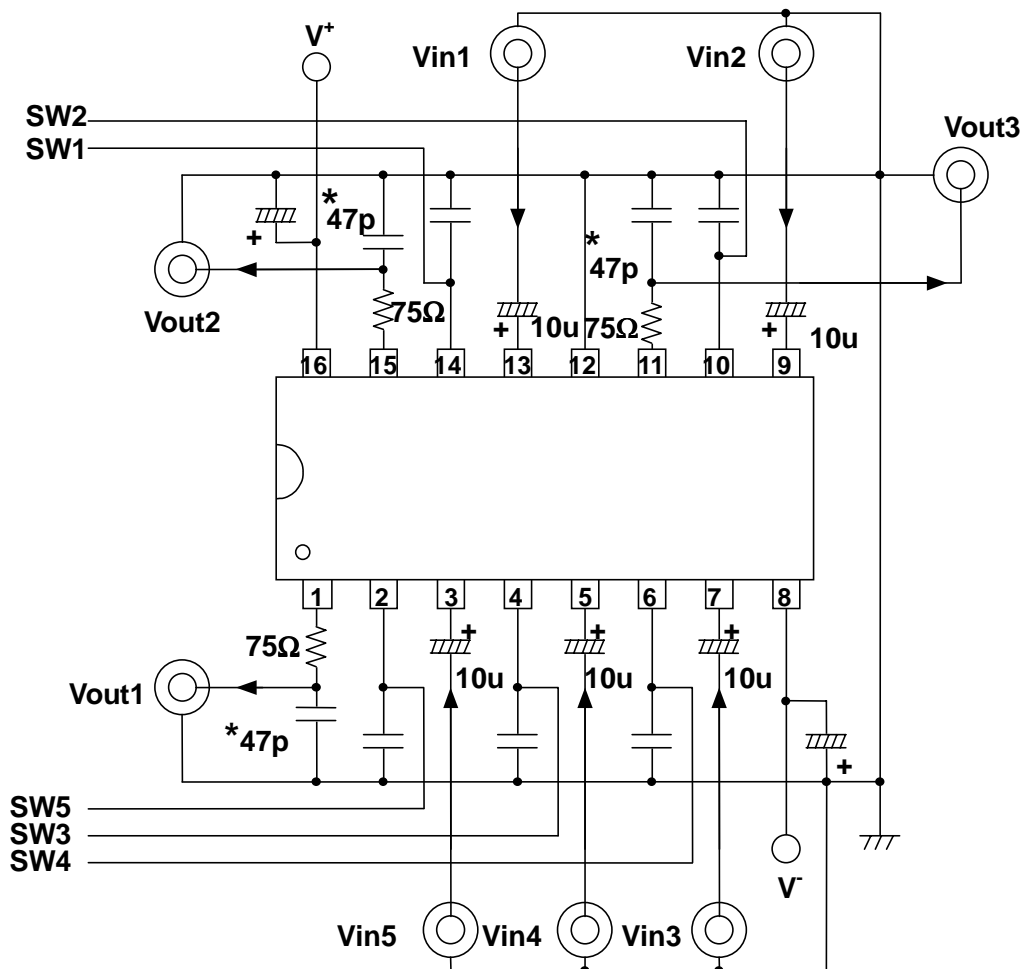 V⁺
Vin1
Vin2
SW2
SW1
Vout3
*
47p
+
*
47p
Vout2
75Ω
+
10u
75Ω
+
10u
16
15
14
13
12
11
10
9
1
2
3
4
5
6
7
8
75Ω
+
+
+
10u
10u
10u
Vout1
*47p
+
SW5
SW3
SW4
V⁻
Vin5
Vin4
Vin3